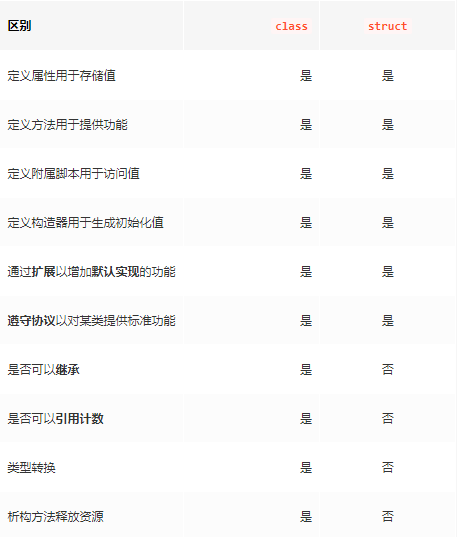 区别 class struct
定义属性用于存储值 是 是
定义方法用于提供功能 是 是
定义附属脚本用于访问值 是 是
定义构造器用于生成初始化值 是 是
通过扩展以增加默认实现的功能 是 是
遵守协议以对某类提供标准功能 是 是
是否可以继承 是 否
是否可以引用计数 是 否
类型转换 是 否
析构方法释放资源 是 否